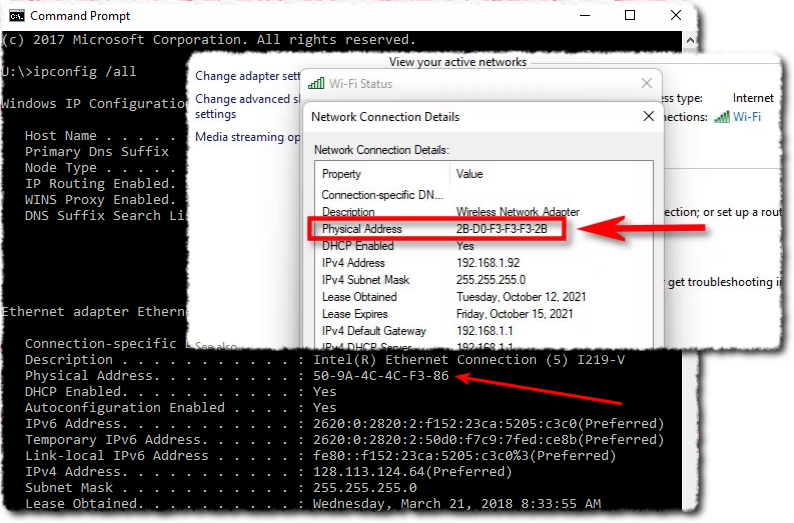 Command Prompt
(c) 2017 Microsoft Corporation. All rights reserved.
U:\>ipconfig /all
Windows IP Configuration
Host Name . . . . .
Primary Dns Suffix
Node Type . . . . .
IP Routing Enabled.
WINS Proxy Enabled.
DNS Suffix Search
Ethernet adapter
View your active networks
Change adapter
Change advanced
settings
Media streaming
See also
type: Internet
Wi-Fi
or set up a
get troubleshooting
Wi-Fi Status
Network Connection Details
Network Connection Details:
Property Value
Connection-specific DN...
Description Wireless Network Adapter
Physical Address 2B-D0-F3-F3-F3-2B
DHCP Enabled Yes
IPv4 Address 192.168.1.92
IPv4 Subnet Mask 255.255.255.0
Lease Obtained Tuesday, October 12, 2021
Lease Expires Friday, October 15, 2021
IPv4 Default Gateway 192.168.1.1
IPv4 DHCP Server 192.168.1.1
Connection-specific
Description . . . . . . . . . . . : Intel(R) Ethernet Connection (5) I219-V
Physical Address. . . . . . . . . : 50-9A-4C-4C-F3-86
DHCP Enabled. . . . . . . . . . . : Yes
Autoconfiguration Enabled . . . . : Yes
IPv6 Address. . . . . . . . . . . : 2620:0:2820:2:f152:23ca:5205:c3c0(Preferred)
Temporary IPv6 Address. . . . . . : 2620:0:2820:2:50d0:f7c9:7fed:ce8b(Preferred)
Link-local IPv6 Address . . . . . : fe80::f152:23ca:5205:c3c0%3(Preferred)
IPv4 Address. . . . . . . . . . . : 128.113.124.64(Preferred)
Subnet Mask . . . . . . . . . . . : 255.255.255.0
Lease Obtained. . . . . . . . . . : Wednesday, March 21, 2018 8:33:55 AM